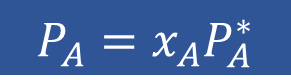 P_A = x_A P_A^*